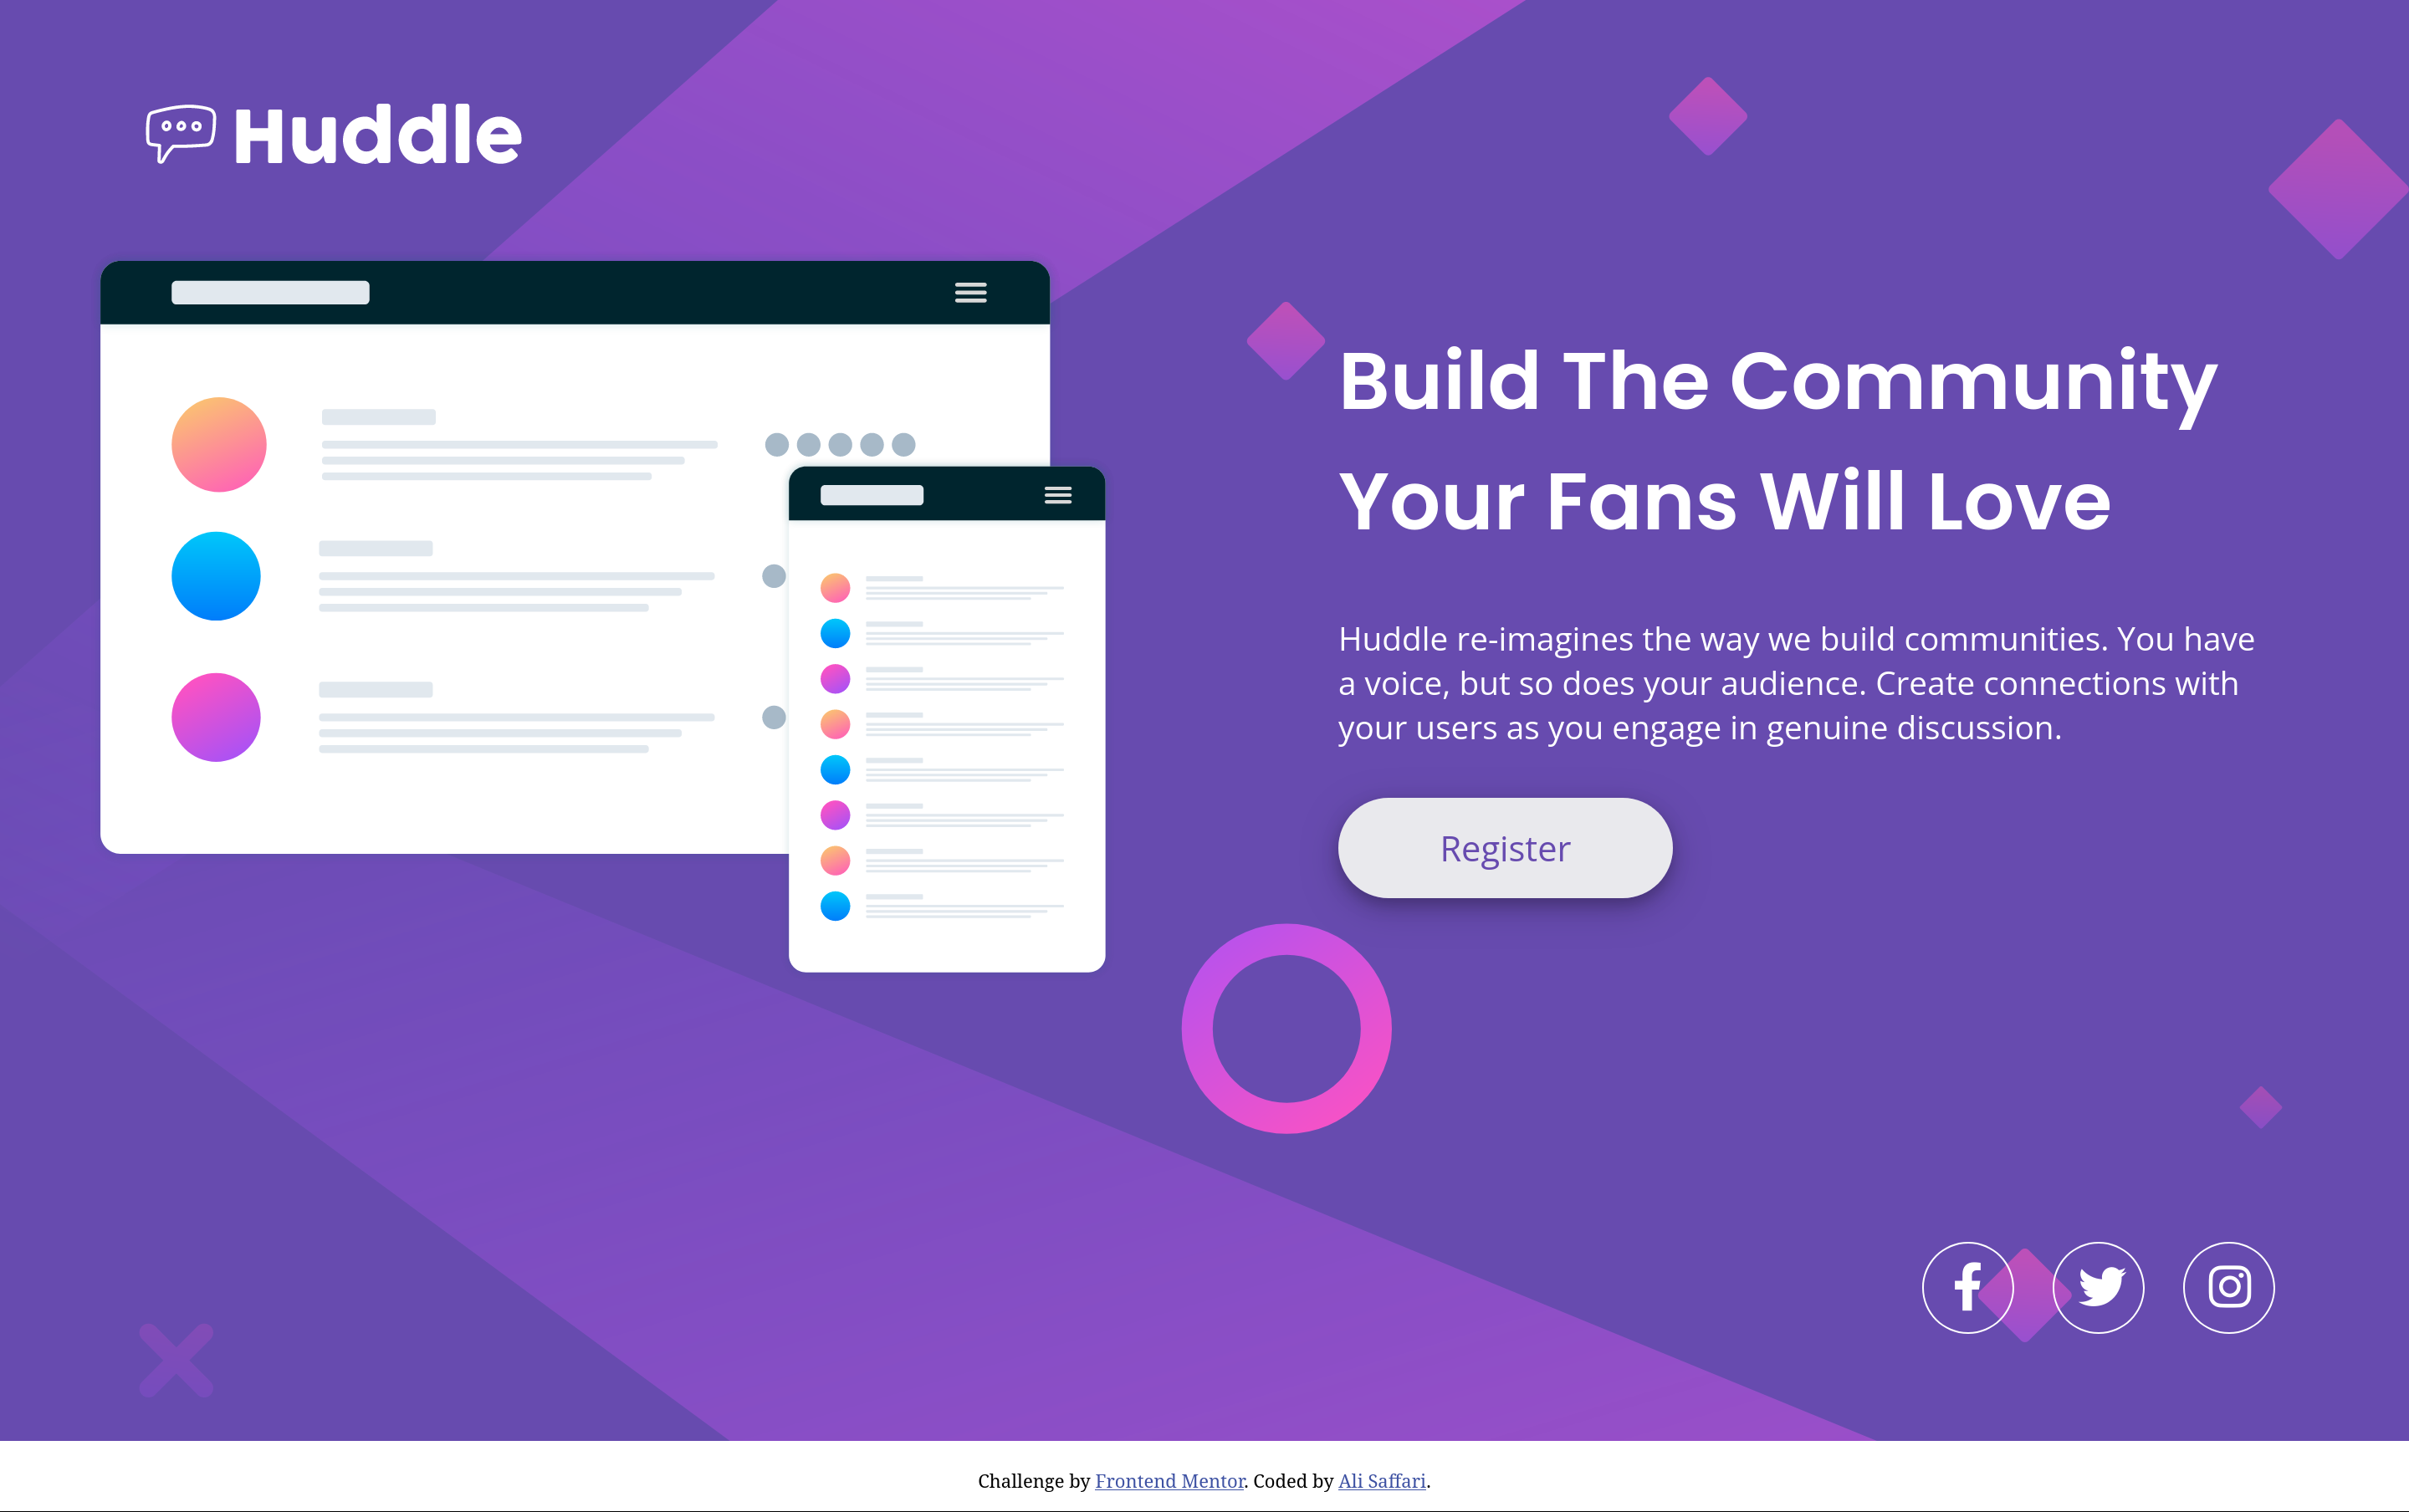 Huddle
Build The Community
Your Fans Will Love
Huddle re-imagines the way we build communities. You have
a voice, but so does your audience. Create connections with
your users as you engage in genuine discussion.
Register
Challenge by Frontend Mentor. Coded by Ali Saffari.